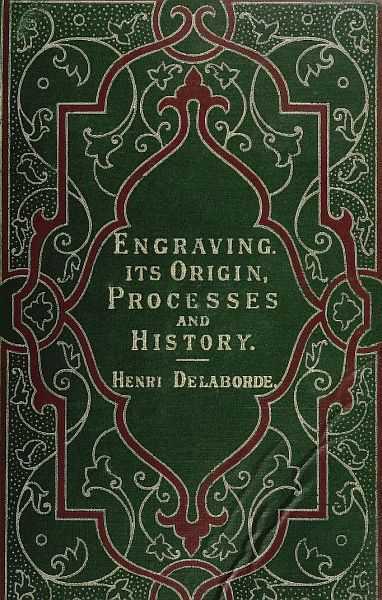 ENGRAVING.
ITS ORIGIN,
PROCESSES
AND
HISTORY.
HENRI DELABORDE.